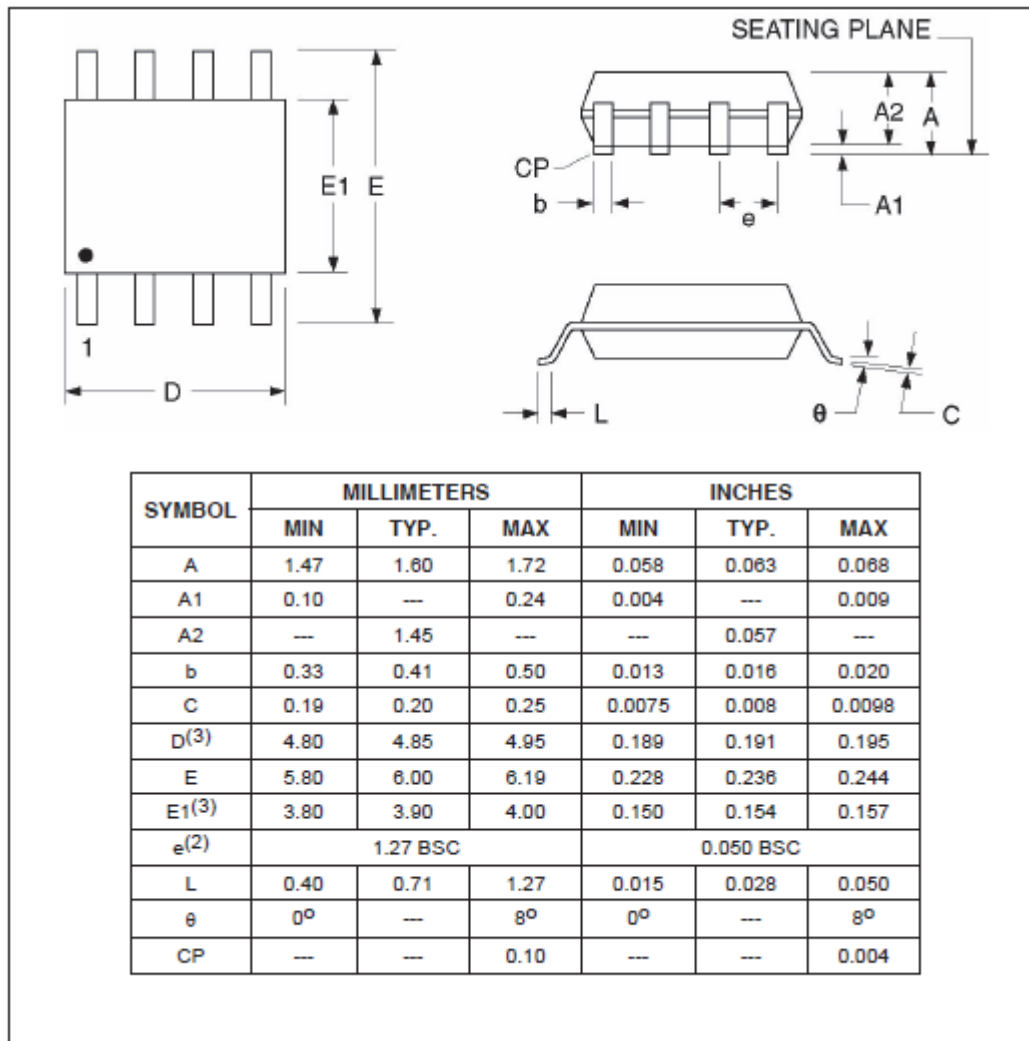 SEATING PLANE
E1 E
1
D
A2 A
CP
b
e
A1
L
θ
C
SYMBOL MILLIMETERS INCHES
MIN TYP. MAX MIN TYP. MAX
A 1.47 1.60 1.72 0.058 0.063 0.068
A1 0.10 --- 0.24 0.004 --- 0.009
A2 --- 1.45 --- --- 0.057 ---
b 0.33 0.41 0.50 0.013 0.016 0.020
C 0.19 0.20 0.25 0.0075 0.008 0.0098
D(3) 4.80 4.85 4.95 0.189 0.191 0.195
E 5.80 6.00 6.19 0.228 0.236 0.244
E1(3) 3.80 3.90 4.00 0.150 0.154 0.157
e(2) 1.27 BSC 0.050 BSC
L 0.40 0.71 1.27 0.015 0.028 0.050
θ 0º --- 8º 0º --- 8º
CP --- --- 0.10 --- --- 0.004